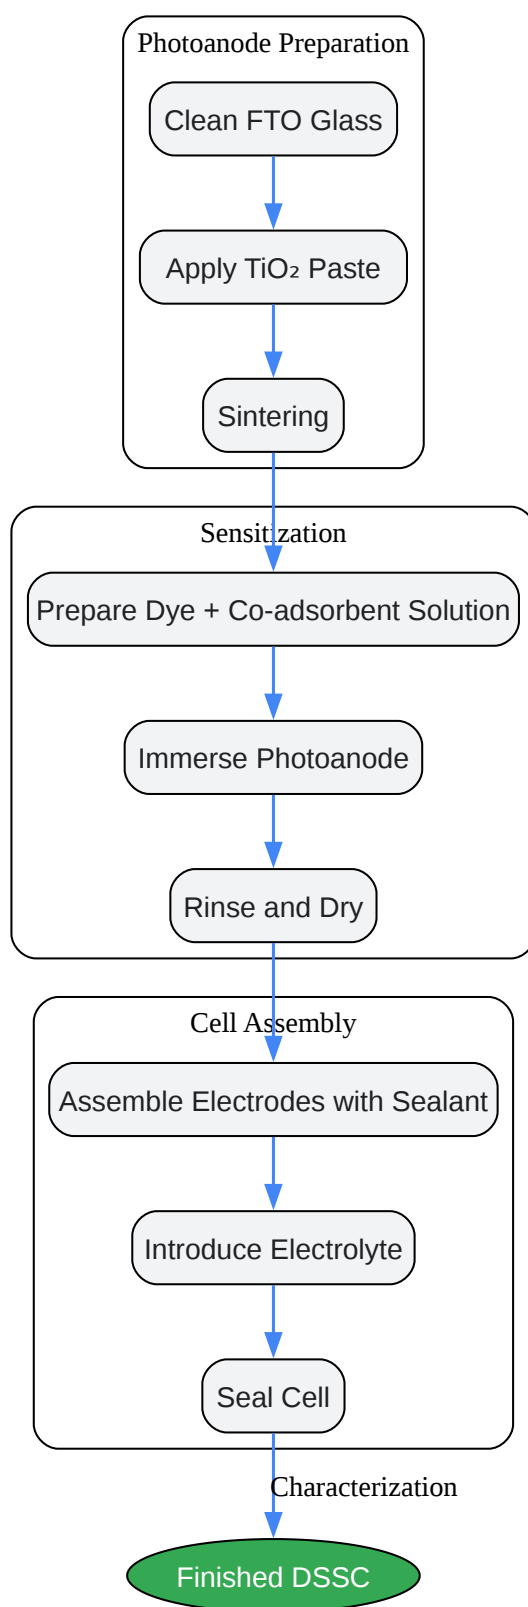 Photoanode Preparation
Clean FTO Glass
Apply TiO₂ Paste
Sintering
Sensitization
Prepare Dye + Co-adsorbent Solution
Immerse Photoanode
Rinse and Dry
Cell Assembly
Assemble Electrodes with Sealant
Introduce Electrolyte
Seal Cell
Characterization
Finished DSSC